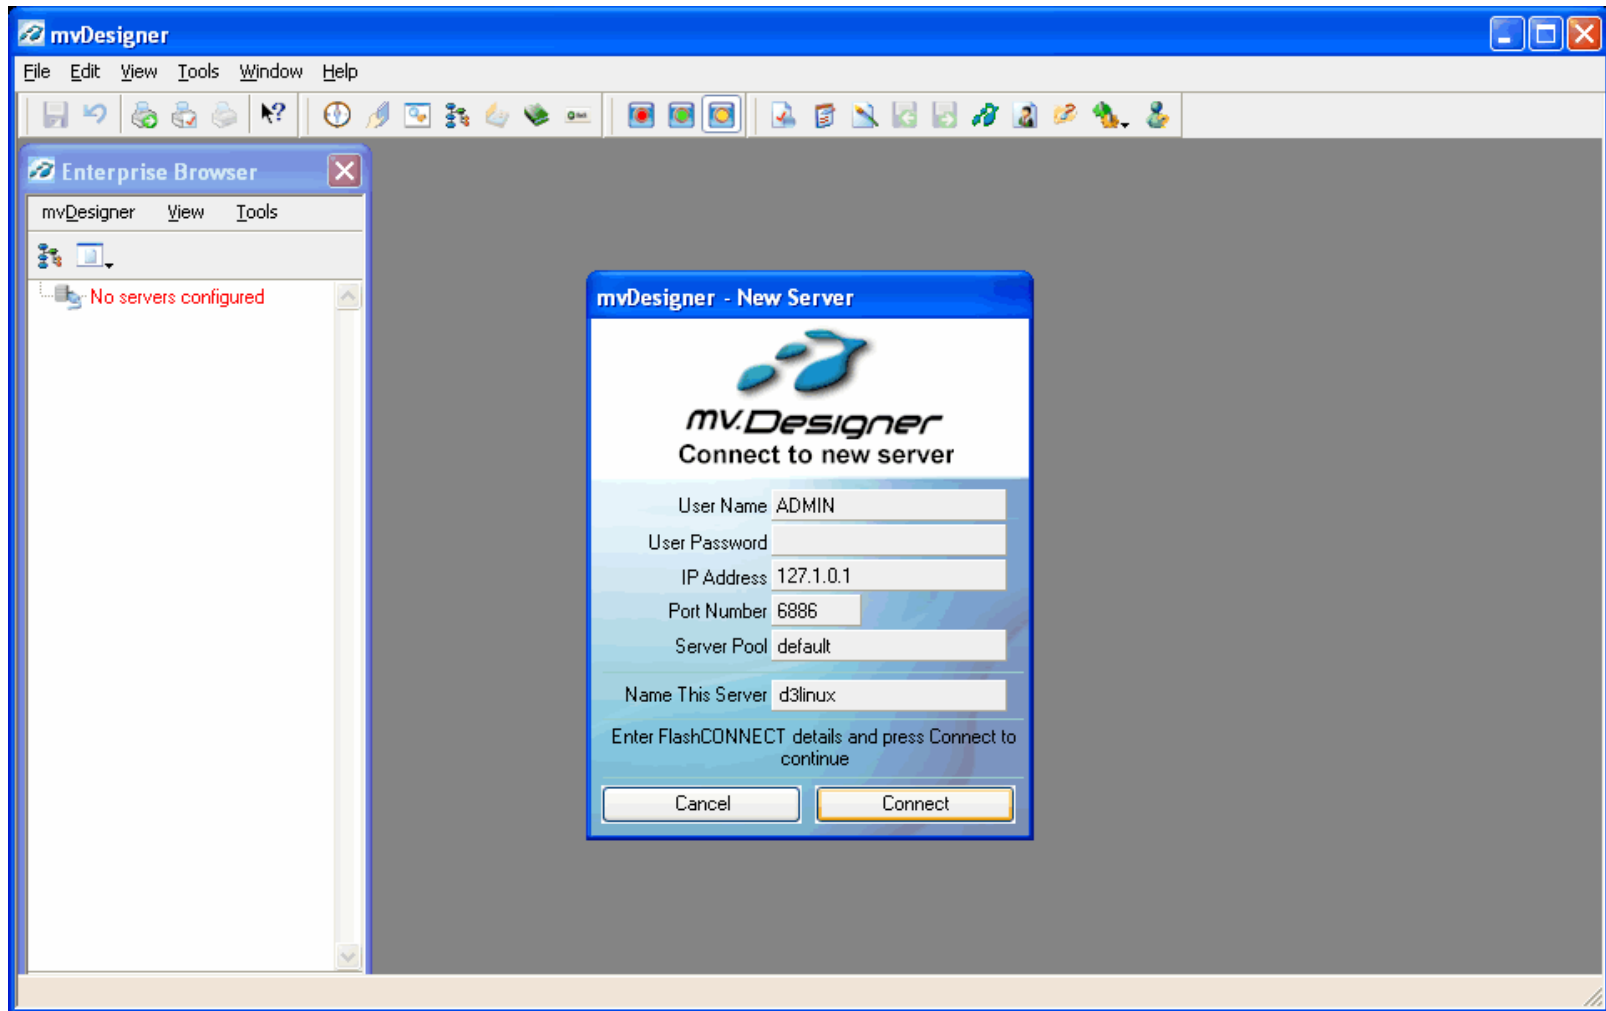 mvDesigner
File Edit View Tools Window Help
Enterprise Browser
mvDesigner View Tools
No servers configured
mvDesigner - New Server
mv.Designer
Connect to new server
User Name ADMIN
User Password
IP Address 127.1.0.1
Port Number 6886
Server Pool default
Name This Server d3linux
Enter FlashCONNECT details and press Connect to
continue
Cancel Connect